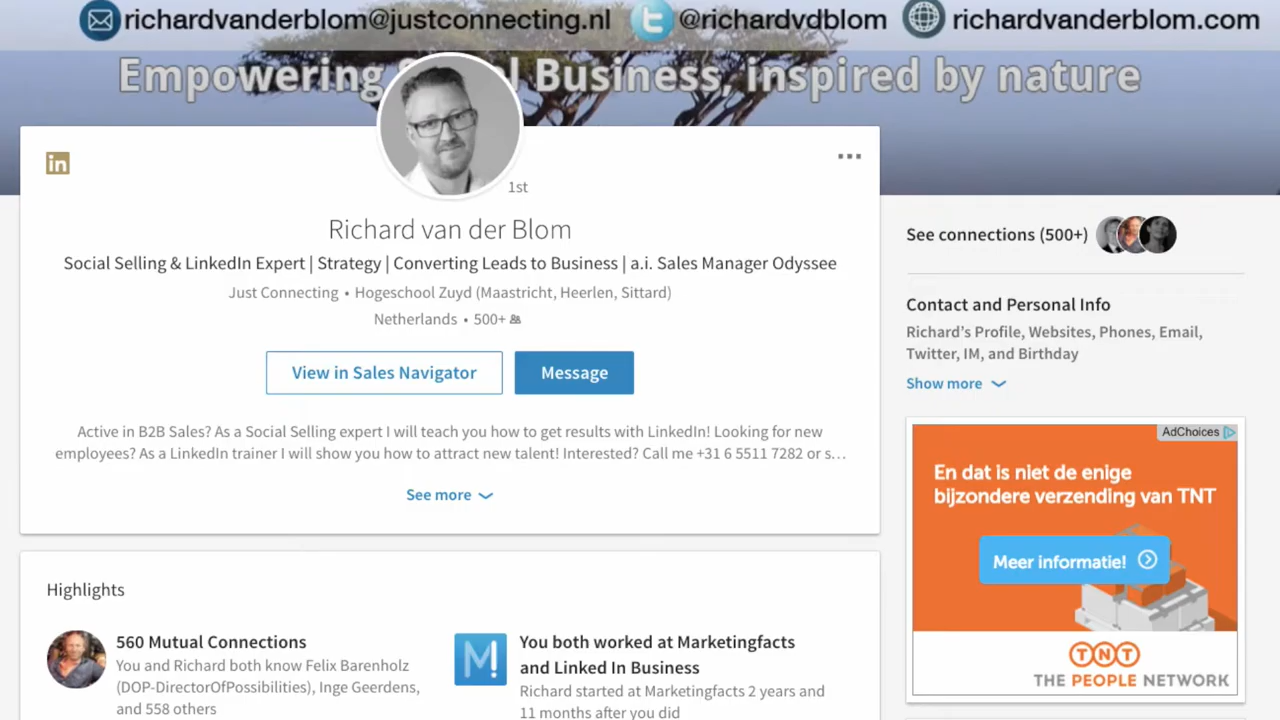 richardvanderblom@justconnecting.nl @richardvdblom richardvanderblom.com
Empowering l Business, inspired by nature
in
1st
Richard van der Blom
Social Selling & LinkedIn Expert | Strategy | Converting Leads to Business | a.i. Sales Manager Odyssee
Just Connecting • Hogeschool Zuyd (Maastricht, Heerlen, Sittard)
Netherlands • 500+
View in Sales Navigator
Message
Active in B2B Sales? As a Social Selling expert I will teach you how to get results with LinkedIn! Looking for new
employees? As a LinkedIn trainer I will show you how to attract new talent! Interested? Call me +31 6 5511 7282 or s…
See more
Highlights
560 Mutual Connections
You and Richard both know Felix Barenholz
(DOP-DirectorOfPossibilities), Inge Geerdens,
and 558 others
M!
You both worked at Marketingfacts
and Linked In Business
Richard started at Marketingfacts 2 years and
11 months after you did
See connections (500+)
Contact and Personal Info
Richard's Profile, Websites, Phones, Email,
Twitter, IM, and Birthday
Show more
AdChoices
En dat is niet de enige
bijzondere verzending van TNT
Meer informatie!
TNT
THE PEOPLE NETWORK